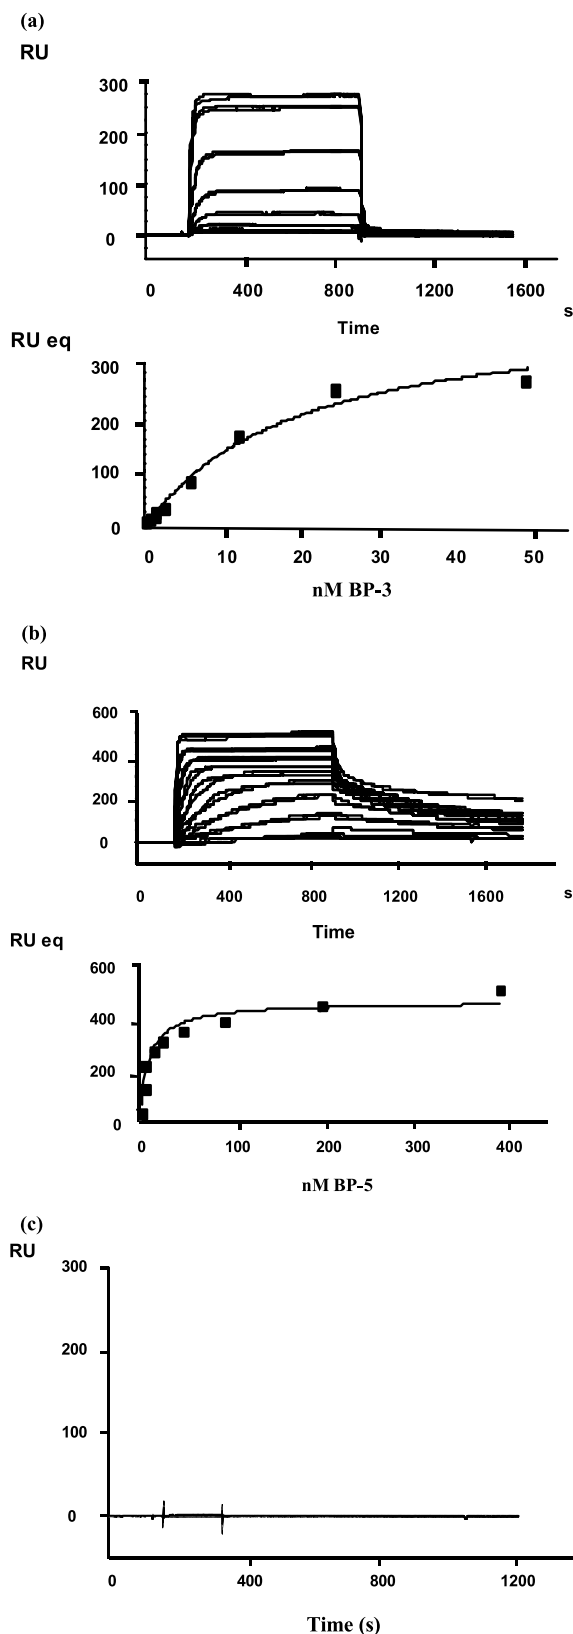 (a)
RU
300
200
100
0
0 400 800 1200 1600
s
Time
RU eq
300
200
100
0
0 10 20 30 40 50
nM BP-3
(b)
RU
600
400
200
0
0 400 800 1200 1600 s
Time
RU eq
600
400
200
0
0 100 200 300 400
nM BP-5
(c)
RU
300
200
100
0
0 400 800 1200
Time (s)